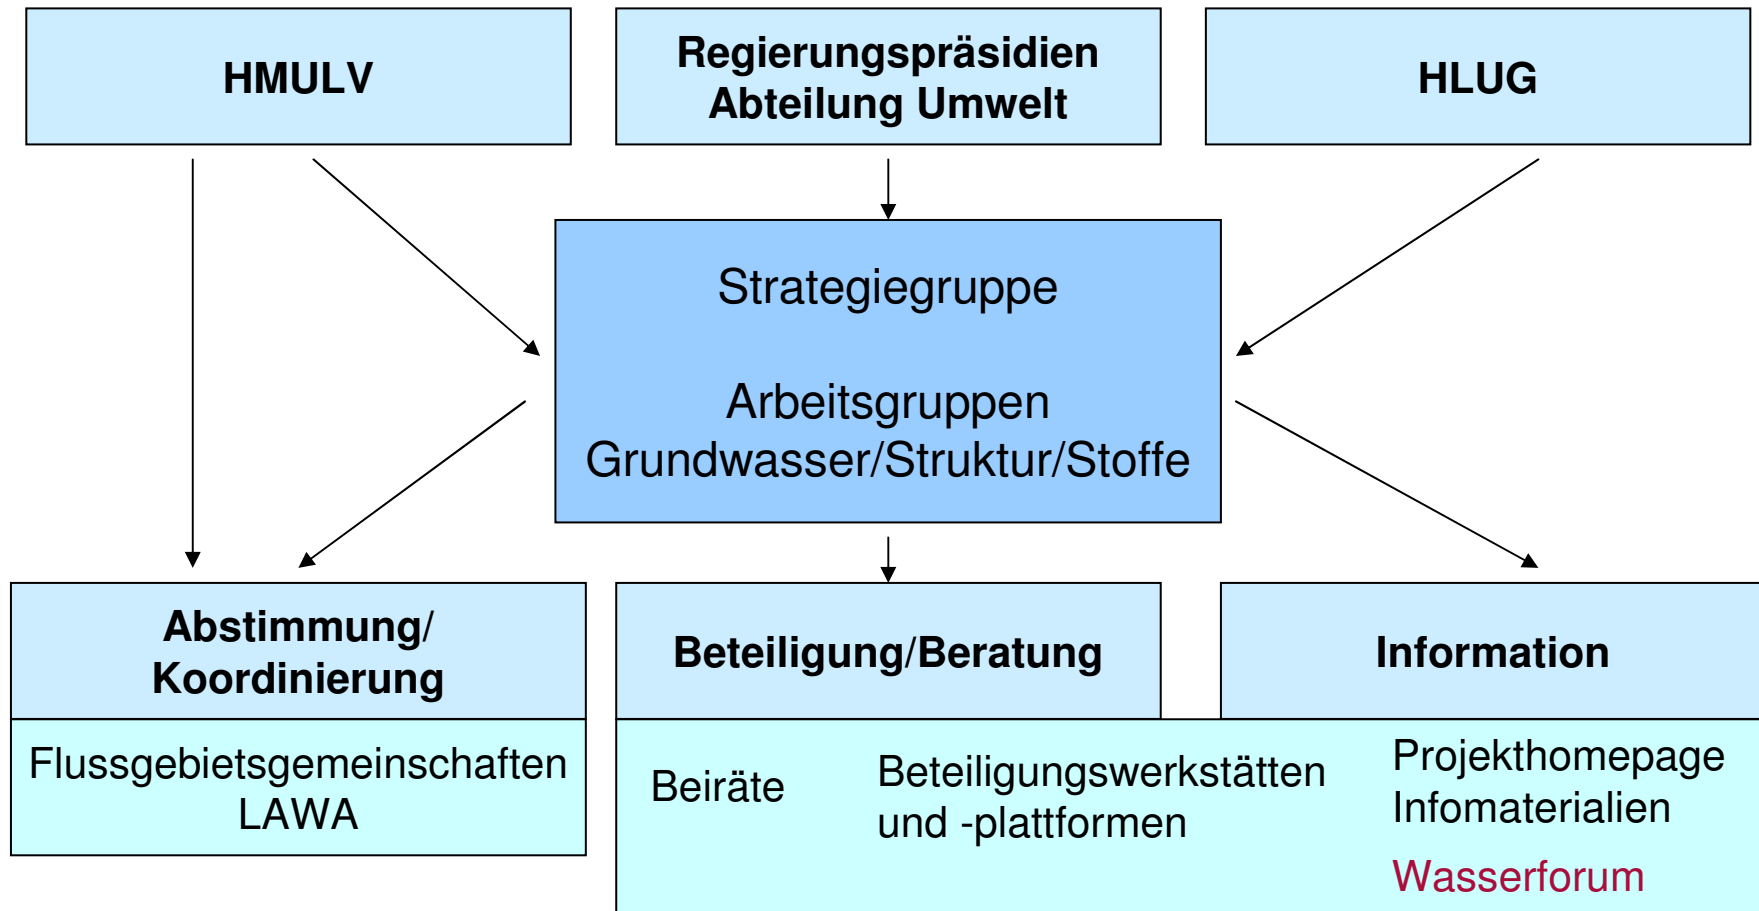 HMULV
Regierungspräsidien
Abteilung Umwelt
HLUG
Strategiegruppe
Arbeitsgruppen
Grundwasser/Struktur/Stoffe
Abstimmung/
Koordinierung
Beteiligung/Beratung
Information
Flussgebietsgemeinschaften
LAWA
Beiräte
Beteiligungswerkstätten
und -plattformen
Projekthomepage
Infomaterialien
Wasserforum